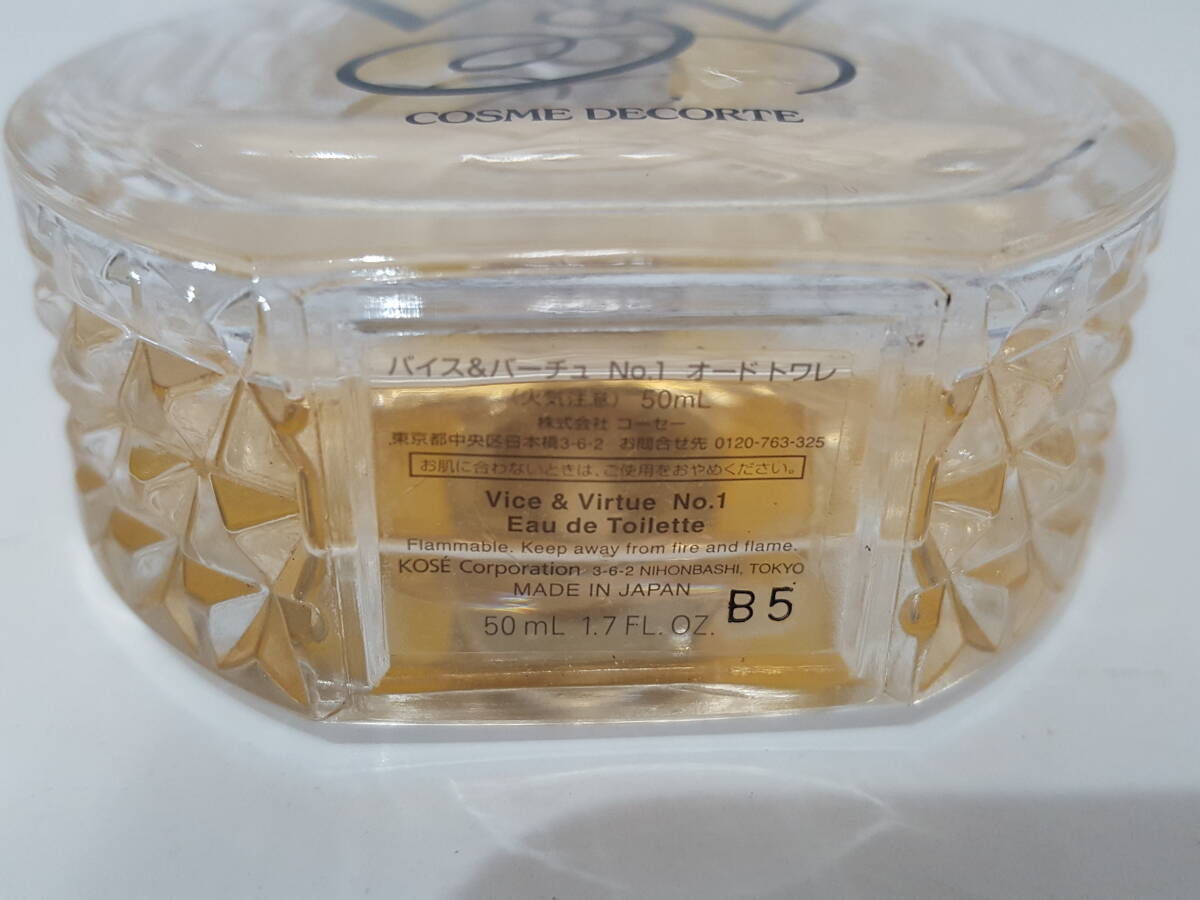 COSME DECORTE
バイス&バーチュ No.1 オードトワレ
〈火気注意〉 50mL
株式会社 コーセー
東京都中央区日本橋3-6-2 お問合せ先 0120-763-325
お肌に合わないときは、ご使用をおやめください。
Vice & Virtue No.1
Eau de Toilette
Flammable. Keep away from fire and flame.
KOSÉ Corporation 3-6-2 NIHONBASHI, TOKYO
MADE IN JAPAN
50 mL 1.7 FL. OZ. B5